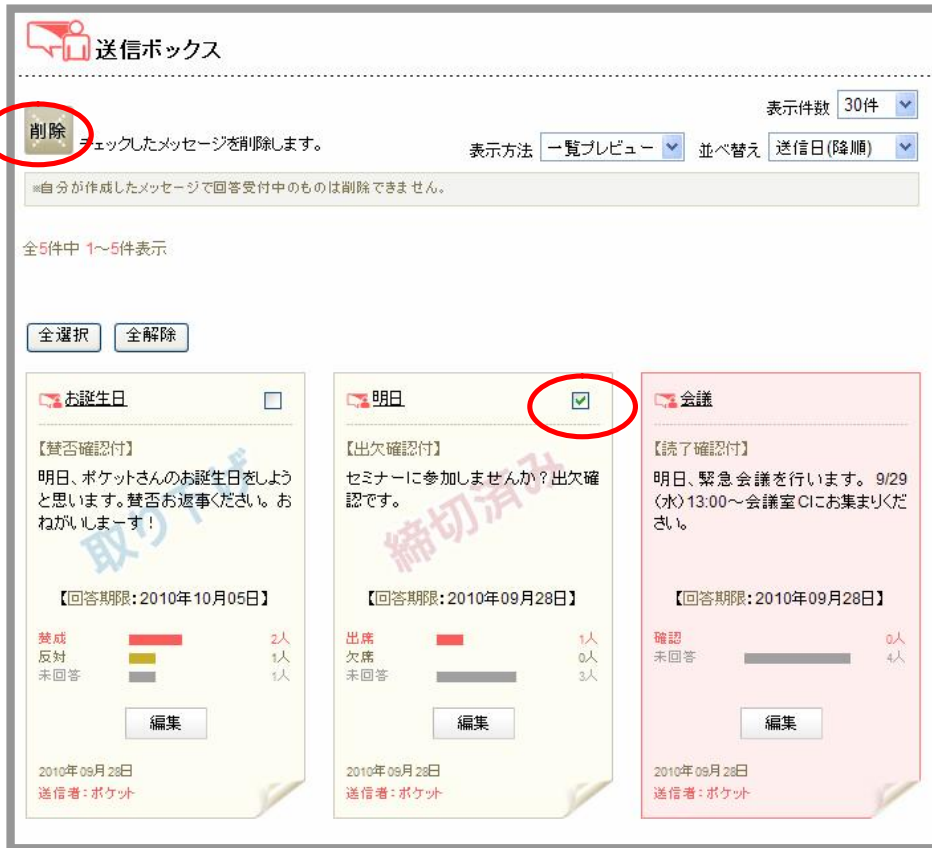 送信ボックス
表示件数 30件
削除 チェックしたメッセージを削除します。
表示方法 一覧プレビュー 並べ替え 送信日(降順)
※自分が作成したメッセージで回答受付中のものは削除できません。
全5件中 1～5件表示
全選択 全解除
お誕生日
【賛否確認付】
明日、ポケットさんのお誕生日をしよう
と思います。賛否お返事ください。お
ねがいしまーす！
取り下げ
【回答期限:2010年10月05日】
賛成 2人
反対 1人
未回答 1人
編集
2010年09月28日
送信者:ポケット
明日
【出欠確認付】
セミナーに参加しませんか？出欠確
認です。
締切済み
【回答期限:2010年09月28日】
出席 1人
欠席 0人
未回答 3人
編集
2010年09月28日
送信者:ポケット
会議
【読了確認付】
明日、緊急会議を行います。 9/29
(水)13:00～会議室Cにお集まりくだ
さい。
【回答期限:2010年09月28日】
確認 0人
未回答 4人
編集
2010年09月28日
送信者:ポケット